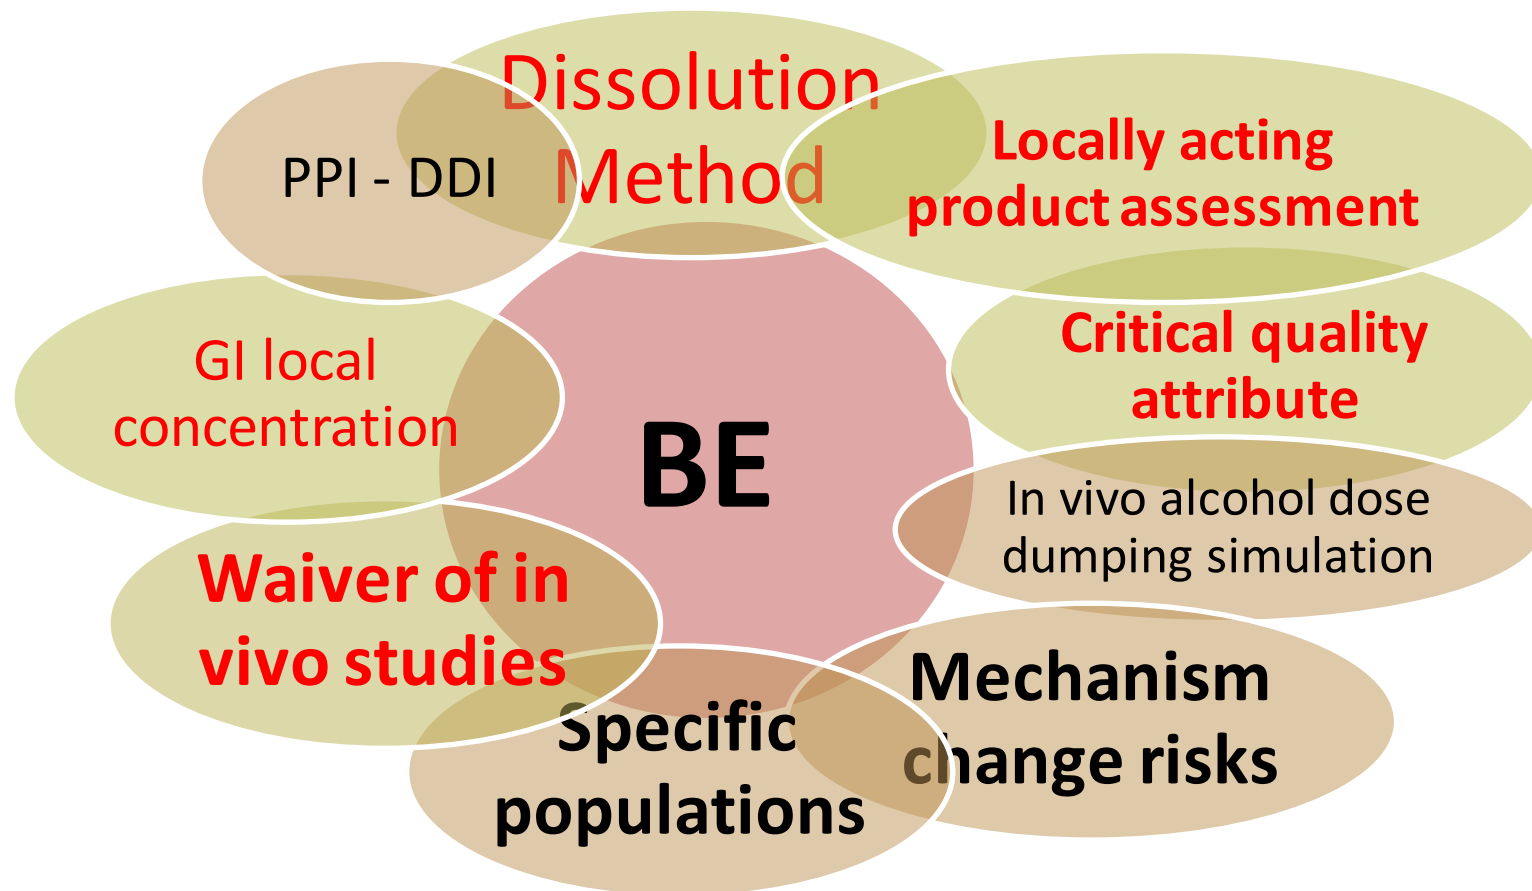 Dissolution
Method
PPI - DDI
Locally acting
product assessment
GI local
concentration
BE
Critical quality
attribute
In vivo alcohol dose
dumping simulation
Waiver of in
vivo studies
Specific
populations
Mechanism
change risks